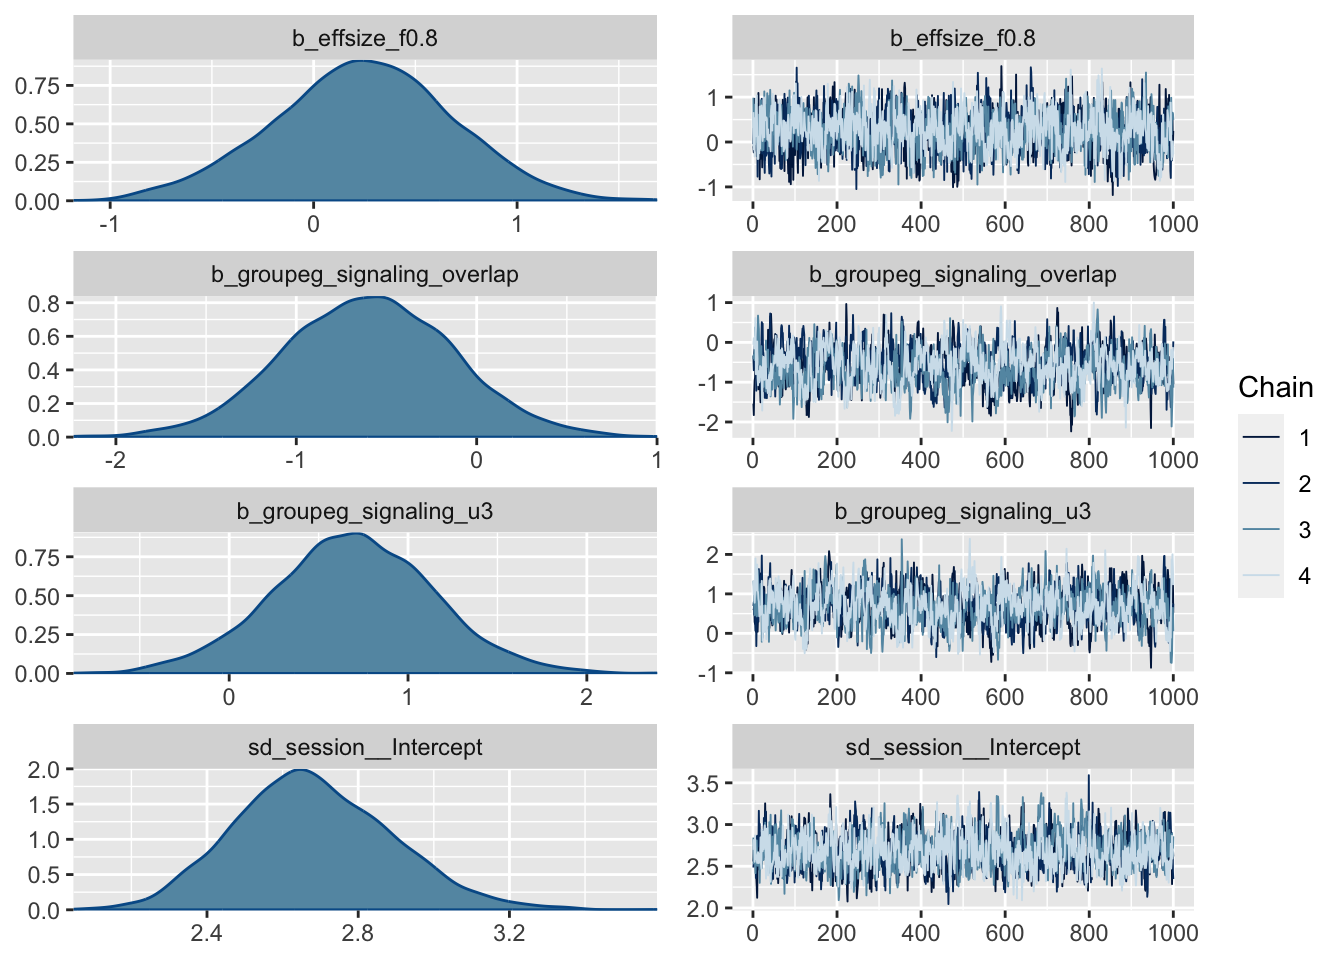 b_effsize_f0.8
0.75
0.50
0.25
0.00
-1 0 1
b_effsize_f0.8
1
0
-1
0 200 400 600 800 1000
b_groupeg_signaling_overlap
0.8
0.6
0.4
0.2
0.0
-2 -1 0 1
b_groupeg_signaling_overlap
1
0
-1
-2
0 200 400 600 800 1000
b_groupeg_signaling_u3
0.75
0.50
0.25
0.00
0 1 2
b_groupeg_signaling_u3
2
1
0
-1
0 200 400 600 800 1000
sd_session__Intercept
2.0
1.5
1.0
0.5
0.0
2.4 2.8 3.2
sd_session__Intercept
3.5
3.0
2.5
2.0
0 200 400 600 800 1000
Chain
1
2
3
4